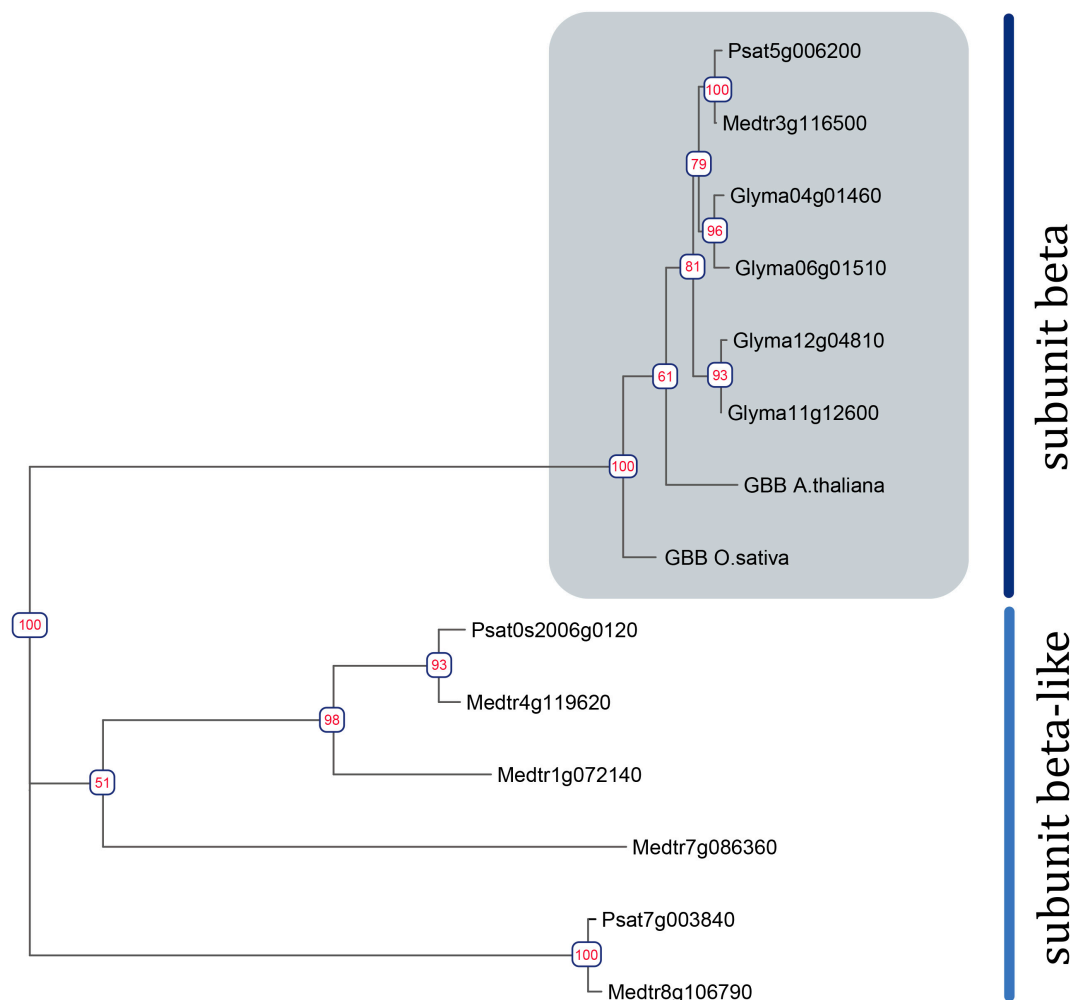 Psat5g006200
100
Medtr3g116500
79
Glyma04g01460
96
Glyma06g01510
81
Glyma12g04810
93
61
Glyma11g12600
100
GBB A.thaliana
GBB O.sativa
subunit beta
100
Psat0s2006g0120
93
Medtr4g119620
98
Medtr1g072140
51
Medtr7g086360
Psat7g003840
100
Medtr8g106790
subunit beta-like